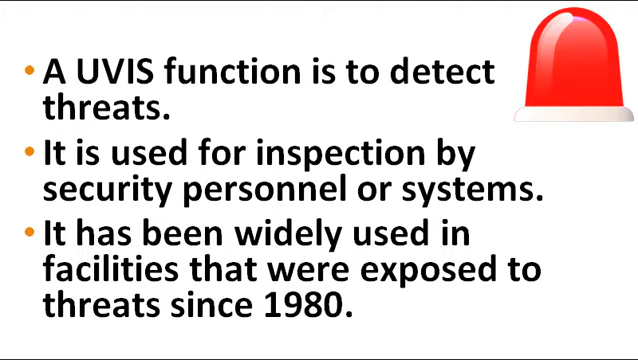 • A UVIS function is to detect
threats.
• It is used for inspection by
security personnel or systems.
• It has been widely used in
facilities that were exposed to
threats since 1980.